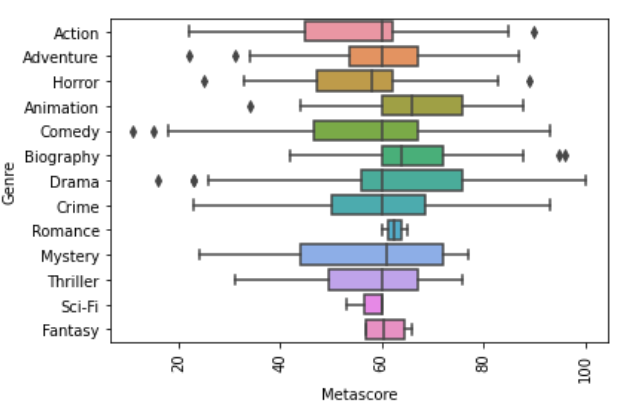 Genre
Action
Adventure
Horror
Animation
Comedy
Biography
Drama
Crime
Romance
Mystery
Thriller
Sci-Fi
Fantasy
20
40
60
80
100
Metascore